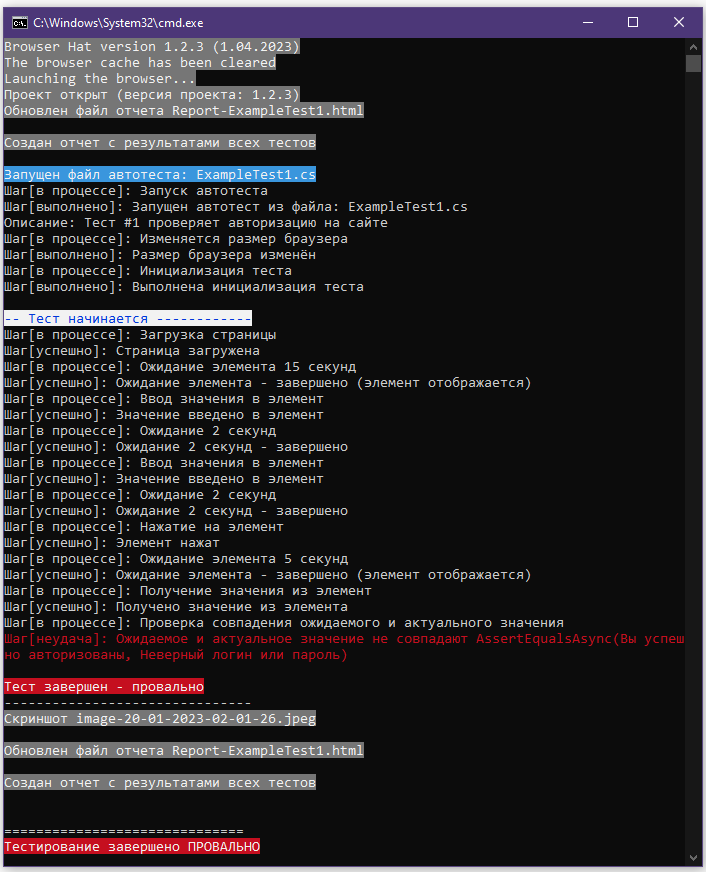 C:\Windows\System32\cmd.exe
Browser Hat version 1.2.3 (1.04.2023)
The browser cache has been cleared
Launching the browser...
Проект открыт (версия проекта: 1.2.3)
Обновлен файл отчета Report-ExampleTest1.html
Создан отчет с результатами всех тестов
Запущен файл автотеста: ExampleTest1.cs
Шаг[в процессе]: Запуск автотеста
Шаг[выполнено]: Запущен автотест из файла: ExampleTest1.cs
Описание: Тест #1 проверяет авторизацию на сайте
Шаг[в процессе]: Изменяется размер браузера
Шаг[выполнено]: Размер браузера изменён
Шаг[в процессе]: Инициализация теста
Шаг[выполнено]: Выполнена инициализация теста
-- Тест начинается ------------
Шаг[в процессе]: Загрузка страницы
Шаг[успешно]: Страница загружена
Шаг[в процессе]: Ожидание элемента 15 секунд
Шаг[успешно]: Ожидание элемента - завершено (элемент отображается)
Шаг[в процессе]: Ввод значения в элемент
Шаг[успешно]: Значение введено в элемент
Шаг[в процессе]: Ожидание 2 секунд
Шаг[успешно]: Ожидание 2 секунд - завершено
Шаг[в процессе]: Ввод значения в элемент
Шаг[успешно]: Значение введено в элемент
Шаг[в процессе]: Ожидание 2 секунд
Шаг[успешно]: Ожидание 2 секунд - завершено
Шаг[в процессе]: Нажатие на элемент
Шаг[успешно]: Элемент нажат
Шаг[в процессе]: Ожидание элемента 5 секунд
Шаг[успешно]: Ожидание элемента - завершено (элемент отображается)
Шаг[в процессе]: Получение значения из элемент
Шаг[успешно]: Получено значение из элемента
Шаг[в процессе]: Проверка совпадения ожидаемого и актуального значения
Шаг[неудача]: Ожидаемое и актуальное значение не совпадают AssertEqualsAsync(Вы успеш
но авторизованы, Неверный логин или пароль)
Тест завершен - провально
-------------------------------
Скриншот image-20-01-2023-02-01-26.jpeg
Обновлен файл отчета Report-ExampleTest1.html
Создан отчет с результатами всех тестов
==============================
Тестирование завершено ПРОВАЛЬНО